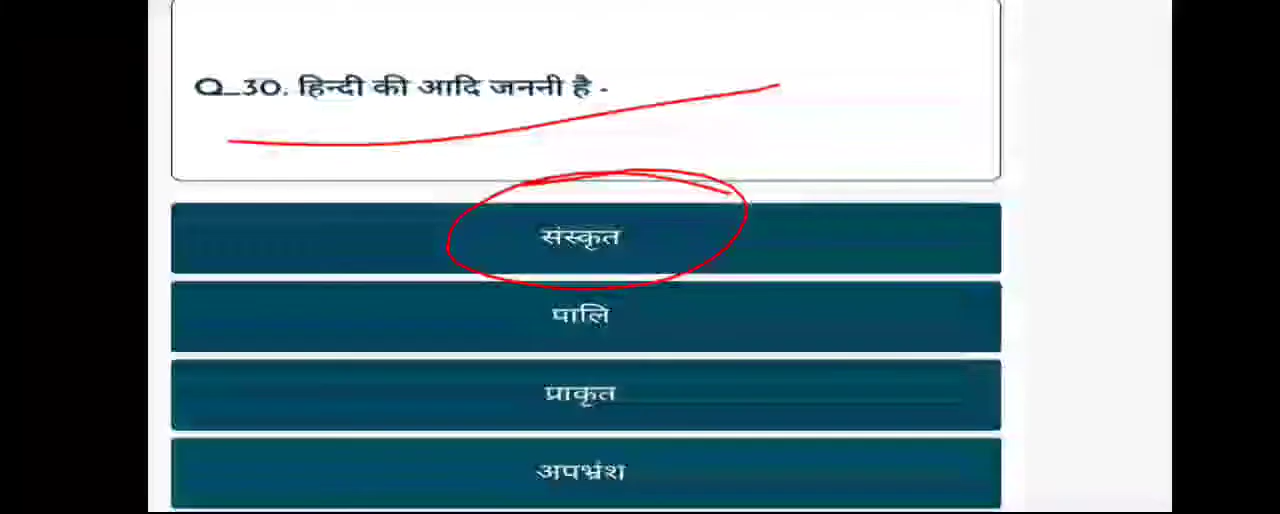 Q_30. हिन्दी की आदि जननी है -
संस्कृत
पालि
प्राकृत
अपभ्रंश